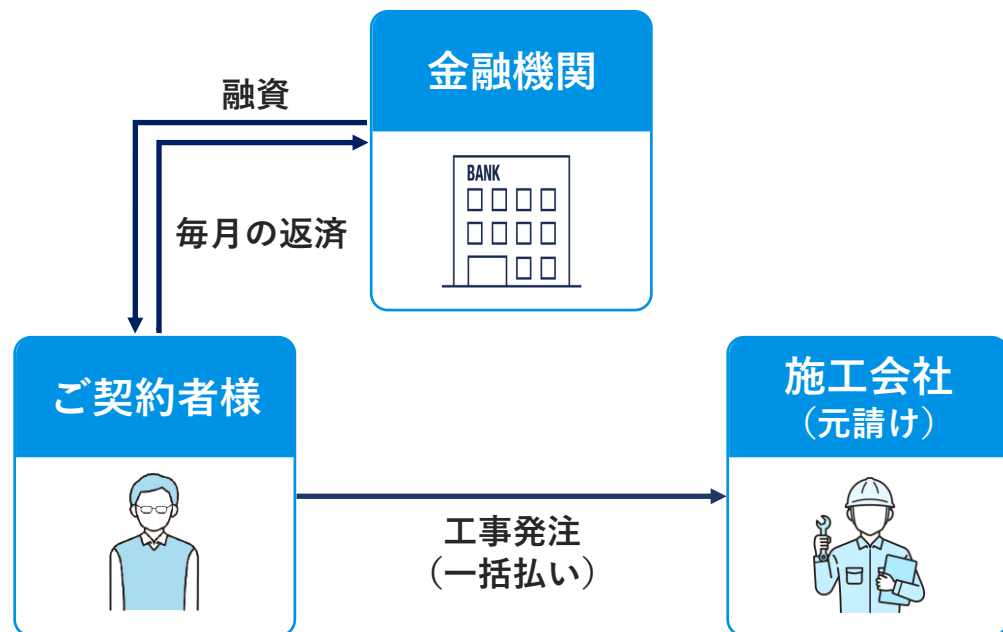 金融機関
融資
BANK
毎月の返済
ご契約者様
施工会社
（元請け）
工事発注
（一括払い）